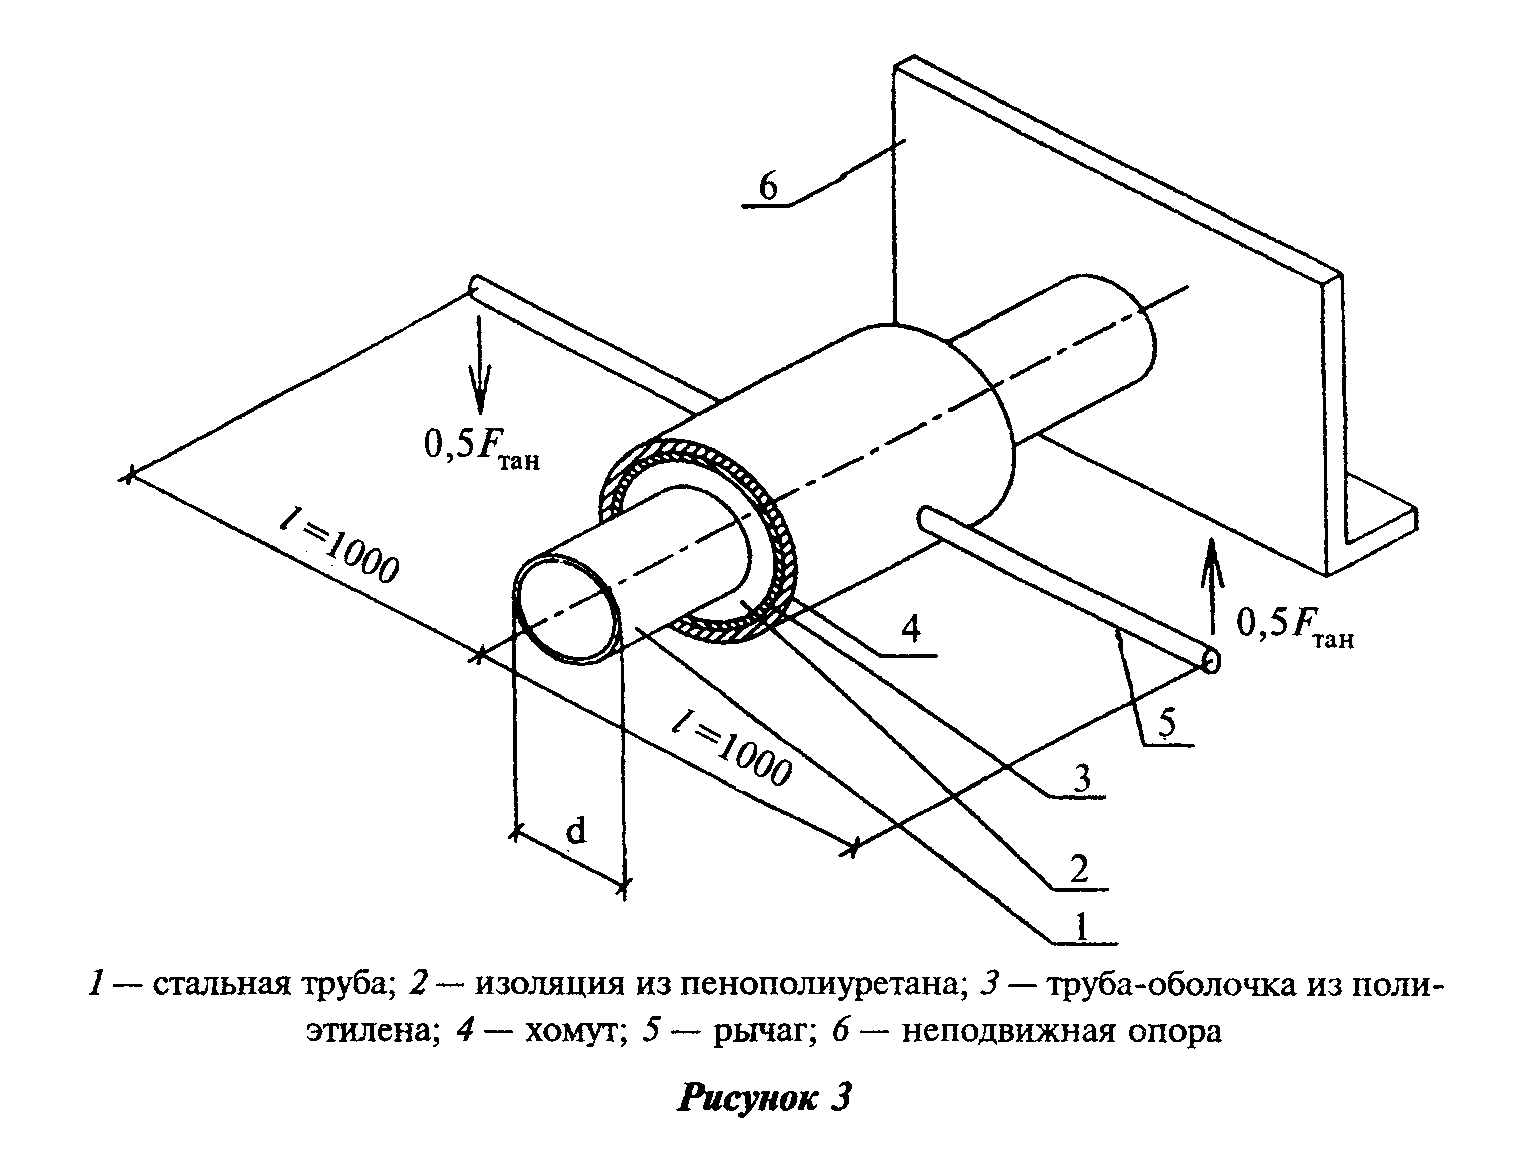 6
0,5Fтан
l=1000
4
0,5Fтан
5
l=1000
3
d
2
1
1 — стальная труба; 2 — изоляция из пенополиуретана; 3 — труба-оболочка из поли-
этилена; 4 — хомут; 5 — рычаг; 6 — неподвижная опора
Рисунок 3